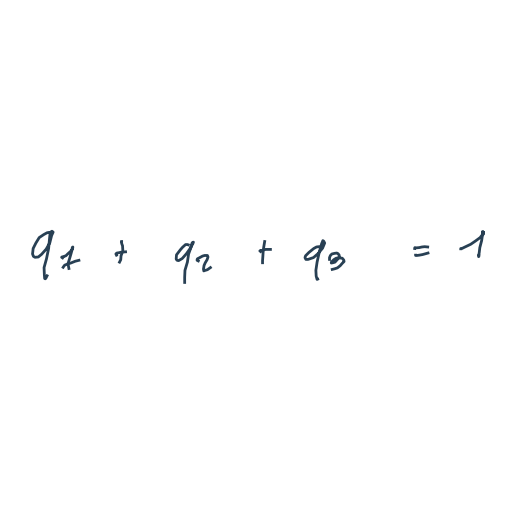 q₁ + q₂ + q₃ = 1